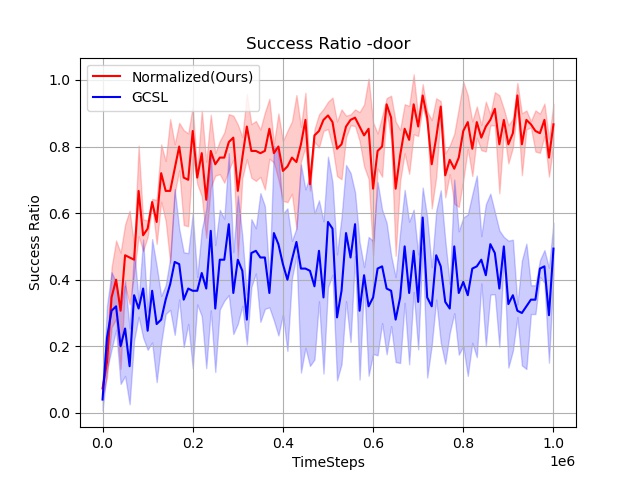 Success Ratio -door
Normalized(Ours)
GCSL
Success Ratio
1.0
0.8
0.6
0.4
0.2
0.0
0.0 0.2 0.4 0.6 0.8 1.0
TimeSteps
1e6